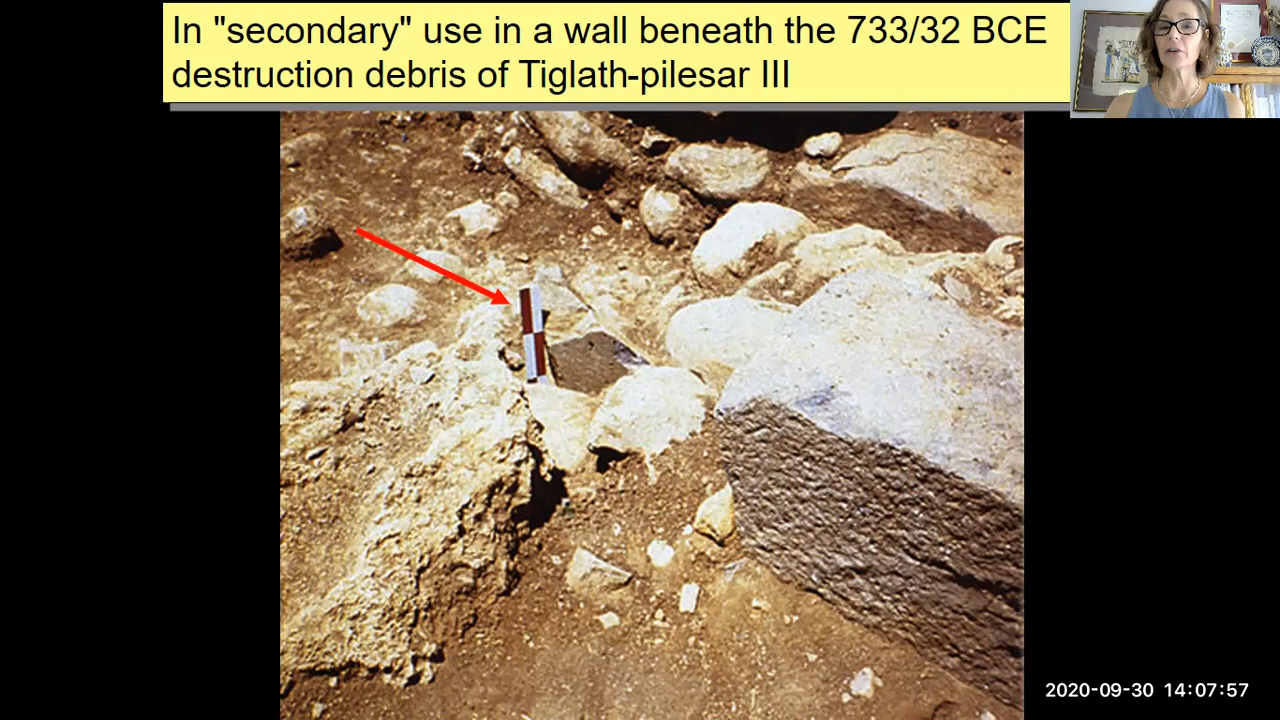 In "secondary" use in a wall beneath the 733/32 BCE
destruction debris of Tiglath-pilesar III
2020-09-30 14:07:57